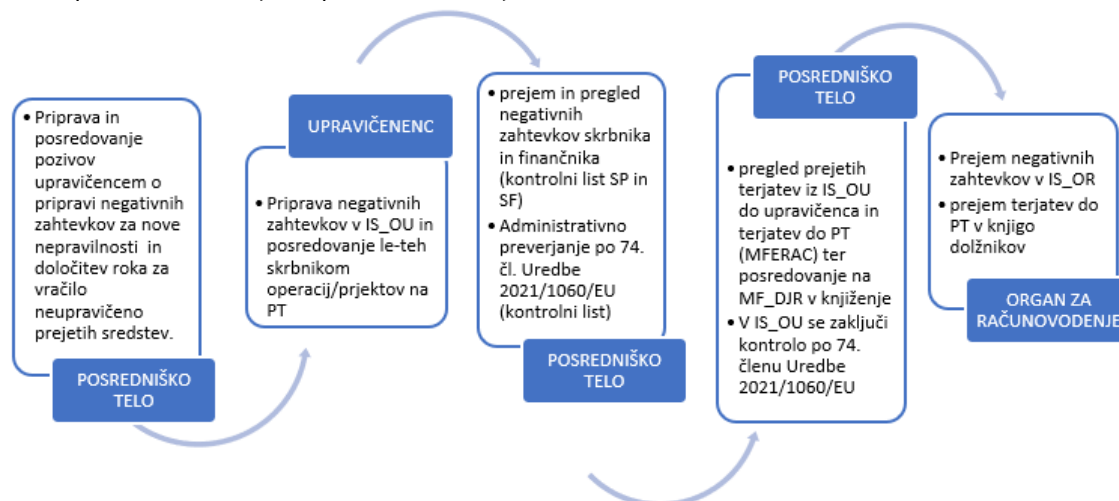 • Priprava in
posredovanje
pozivov
upravičencem o
pripravi negativnih
zahtevkov za nove
nepravilnosti in
določitev roka za
vračilo
neupravičeno
prejetih sredstev.
POSREDNIŠKO
TELO
UPRAVIČENENC
• Priprava negativnih
zahtevkov v IS_OU in
posredovanje le-teh
skrbnikom
operacij/prjektov na
PT
• prejem in pregled
negativnih
zahtevkov skrbnika
in finančnika
(kontrolni list SP in
SF)
• Administrativno
preverjanje po 74.
čl. Uredbe
2021/1060/EU
(kontrolni list)
POSREDNIŠKO
TELO
POSREDNIŠKO
TELO
• pregled prejetih
terjatev iz IS_OU
do upravičenca in
terjatev do PT
(MFERAC) ter
posredovanje na
MF_DJR v knjiženje
• V IS_OU se zaključi
kontrolo po 74.
členu Uredbe
2021/1060/EU
• Prejem negativnih
zahtevkov v IS_OR
• prejem terjatev do
PT v knjigo
dolžnikov
ORGAN ZA
RAČUNOVODENJE